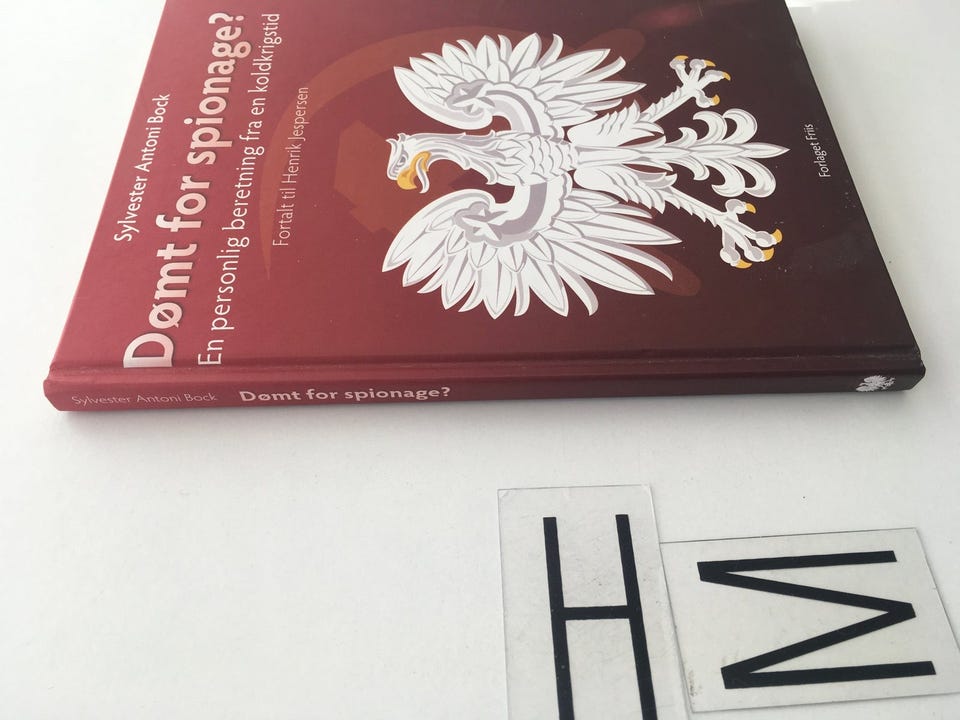 Sylvester Antoni Bock
Dømt for spionage?
En personlig beretning fra en koldkrigstid
Fortalt til Henrik Jespersen
Forlaget Friis
Sylvester Antoni Bock Dømt for spionage?
H
M